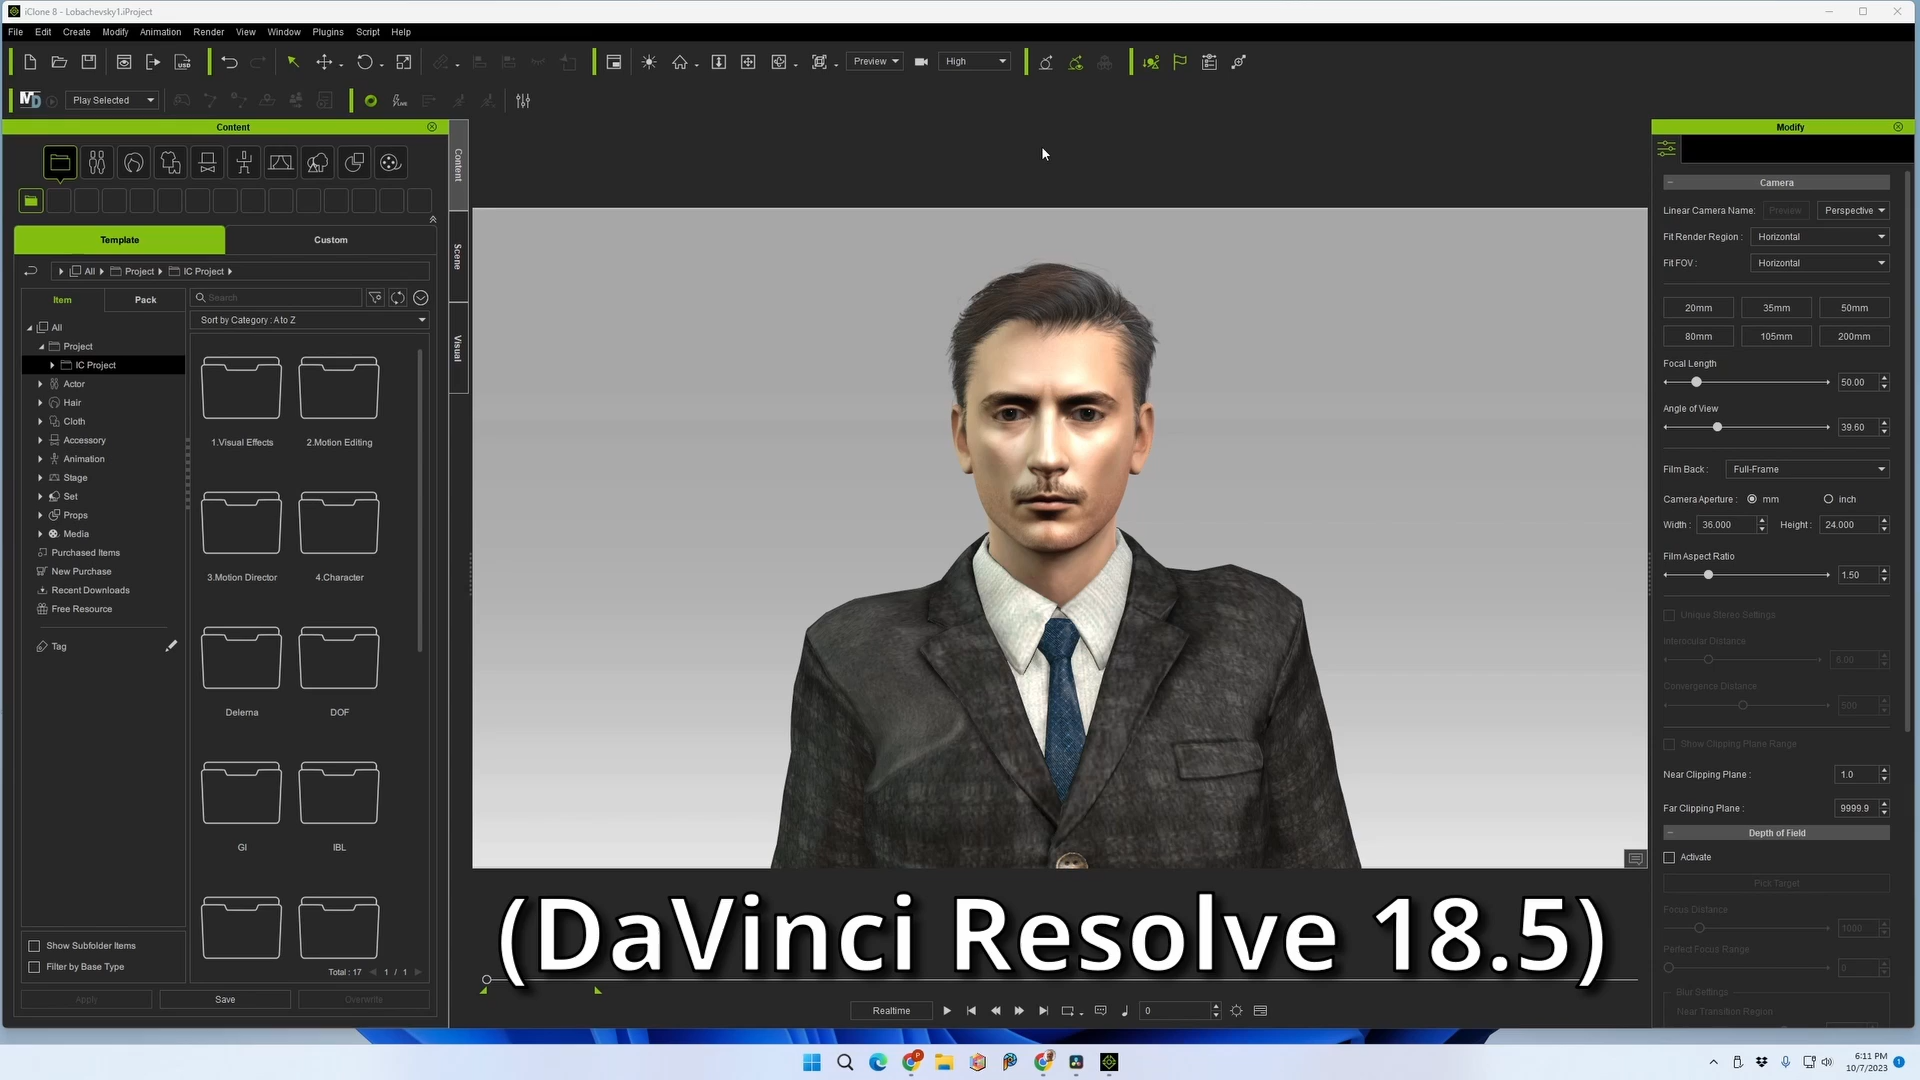 iClone 8 - Lobachevsky1.iProject
File Edit Create Modify Animation Render View Window Plugins Script Help
USD
Preview
High
MD
Play Selected
LIVE
Content
Modify
Content
Scene
Visual
Template
Custom
All
Project
IC Project
Item
Pack
Search
Sort by Category : A to Z
All
Project
IC Project
Actor
Hair
Cloth
Accessory
Animation
Stage
Set
Props
Media
Purchased Items
New Purchase
Recent Downloads
Free Resource
Tag
1.Visual Effects
2.Motion Editing
3.Motion Director
4.Character
Delerna
DOF
GI
IBL
Show Subfolder Items
Filter by Base Type
Total : 17
1 / 1
Apply
Save
Overwrite
(DaVinci Resolve 18.5)
Realtime
0
Camera
Linear Camera Name:
Preview
Perspective
Fit Render Region :
Horizontal
Fit FOV :
Horizontal
20mm
35mm
50mm
80mm
105mm
200mm
Focal Length
50.00
Angle of View
39.60
Film Back :
Full-Frame
Camera Aperture :
mm
inch
Width :
36.000
Height :
24.000
Film Aspect Ratio
1.50
Unique Stereo Settings
Interocular Distance
6.00
Convergence Distance
500
Show Clipping Plane Range
Near Clipping Plane :
1.0
Far Clipping Plane :
9999.9
Depth of Field
Activate
Pick Target
Focus Distance
1000
Perfect Focus Range
0
Blur Settings
Near Transition Region
6:11 PM
10/7/2023